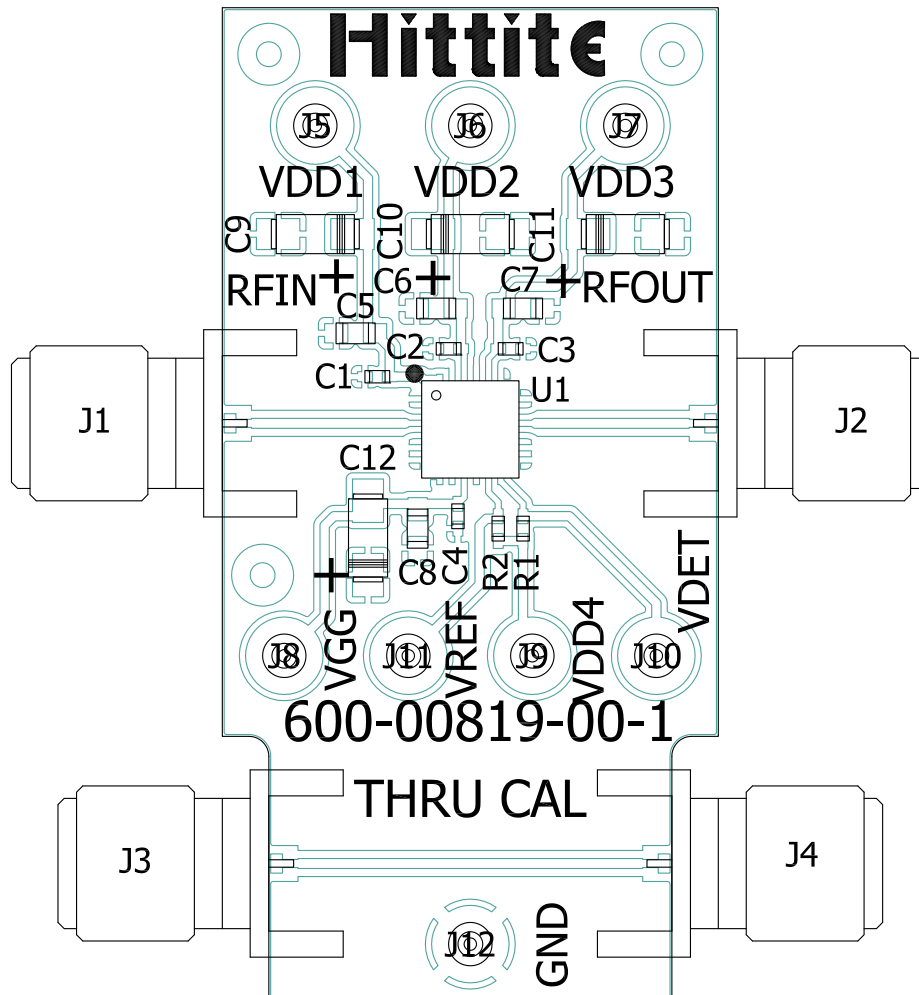 Hittite
J5 J6 J7
VDD1 VDD2 VDD3
C9 C10 C11
RFIN + C6 + C7 + RFOUT
C5
C2 C3
C1 U1
J1 J2
C12
+ C8 C4 R2 R1 VDET
VGG VREF VDD4
J8 J11 J9 J10
600-00819-00-1
THRU CAL
J3 J4
J12 GND